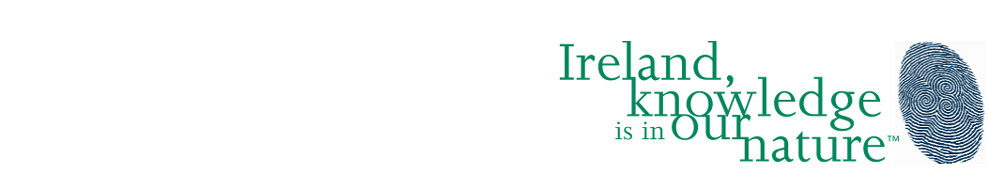 Ireland,
knowledge
is in our
nature™